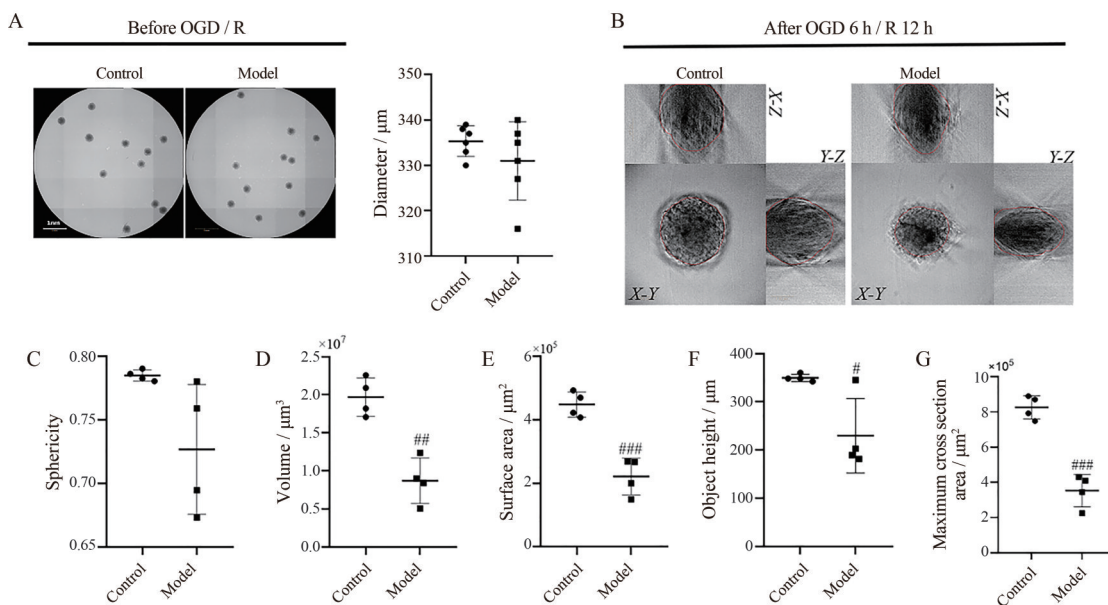 A
Before OGD / R
Control
Model
1mm
Diameter / μm
350
340
330
320
310
Control
Model
B
After OGD 6 h / R 12 h
Control
Model
Z-X
Y-Z
X-Y
Z-X
Y-Z
X-Y
C
Sphericity
0.80
0.75
0.70
0.65
Control
Model
D
×10⁷
Volume / μm³
2.5
2.0
1.5
1.0
0.5
0.0
##
Control
Model
E
×10⁵
Surface area / μm²
6
4
2
0
###
Control
Model
F
Object height / μm
400
300
200
100
0
#
Control
Model
G
×10⁵
Maximum cross section
area / μm²
10
8
6
4
2
0
###
Control
Model